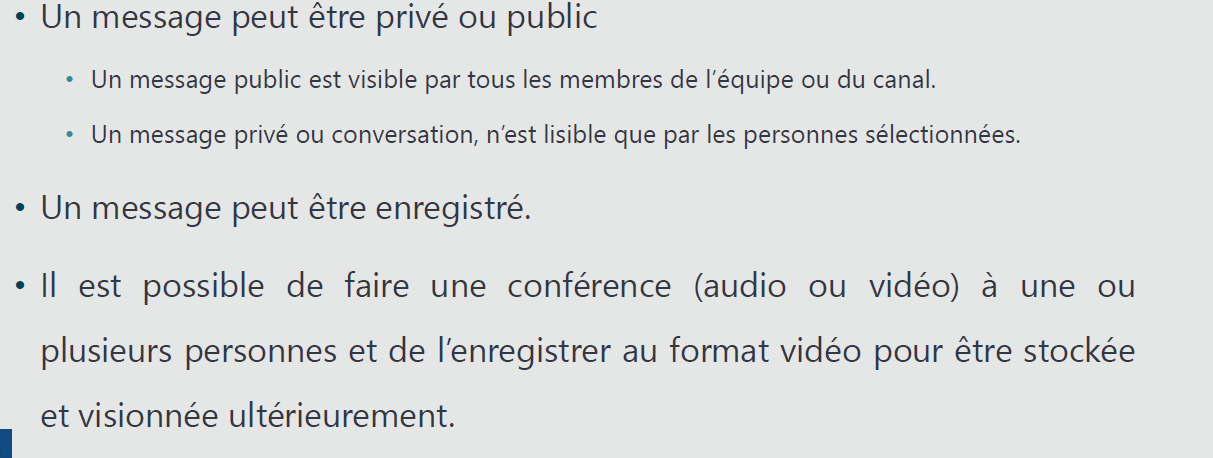 • Un message peut être privé ou public
• Un message public est visible par tous les membres de l’équipe ou du canal.
• Un message privé ou conversation, n’est lisible que par les personnes sélectionnées.
• Un message peut être enregistré.
• Il est possible de faire une conférence (audio ou vidéo) à une ou
plusieurs personnes et de l’enregistrer au format vidéo pour être stockée
et visionnée ultérieurement.